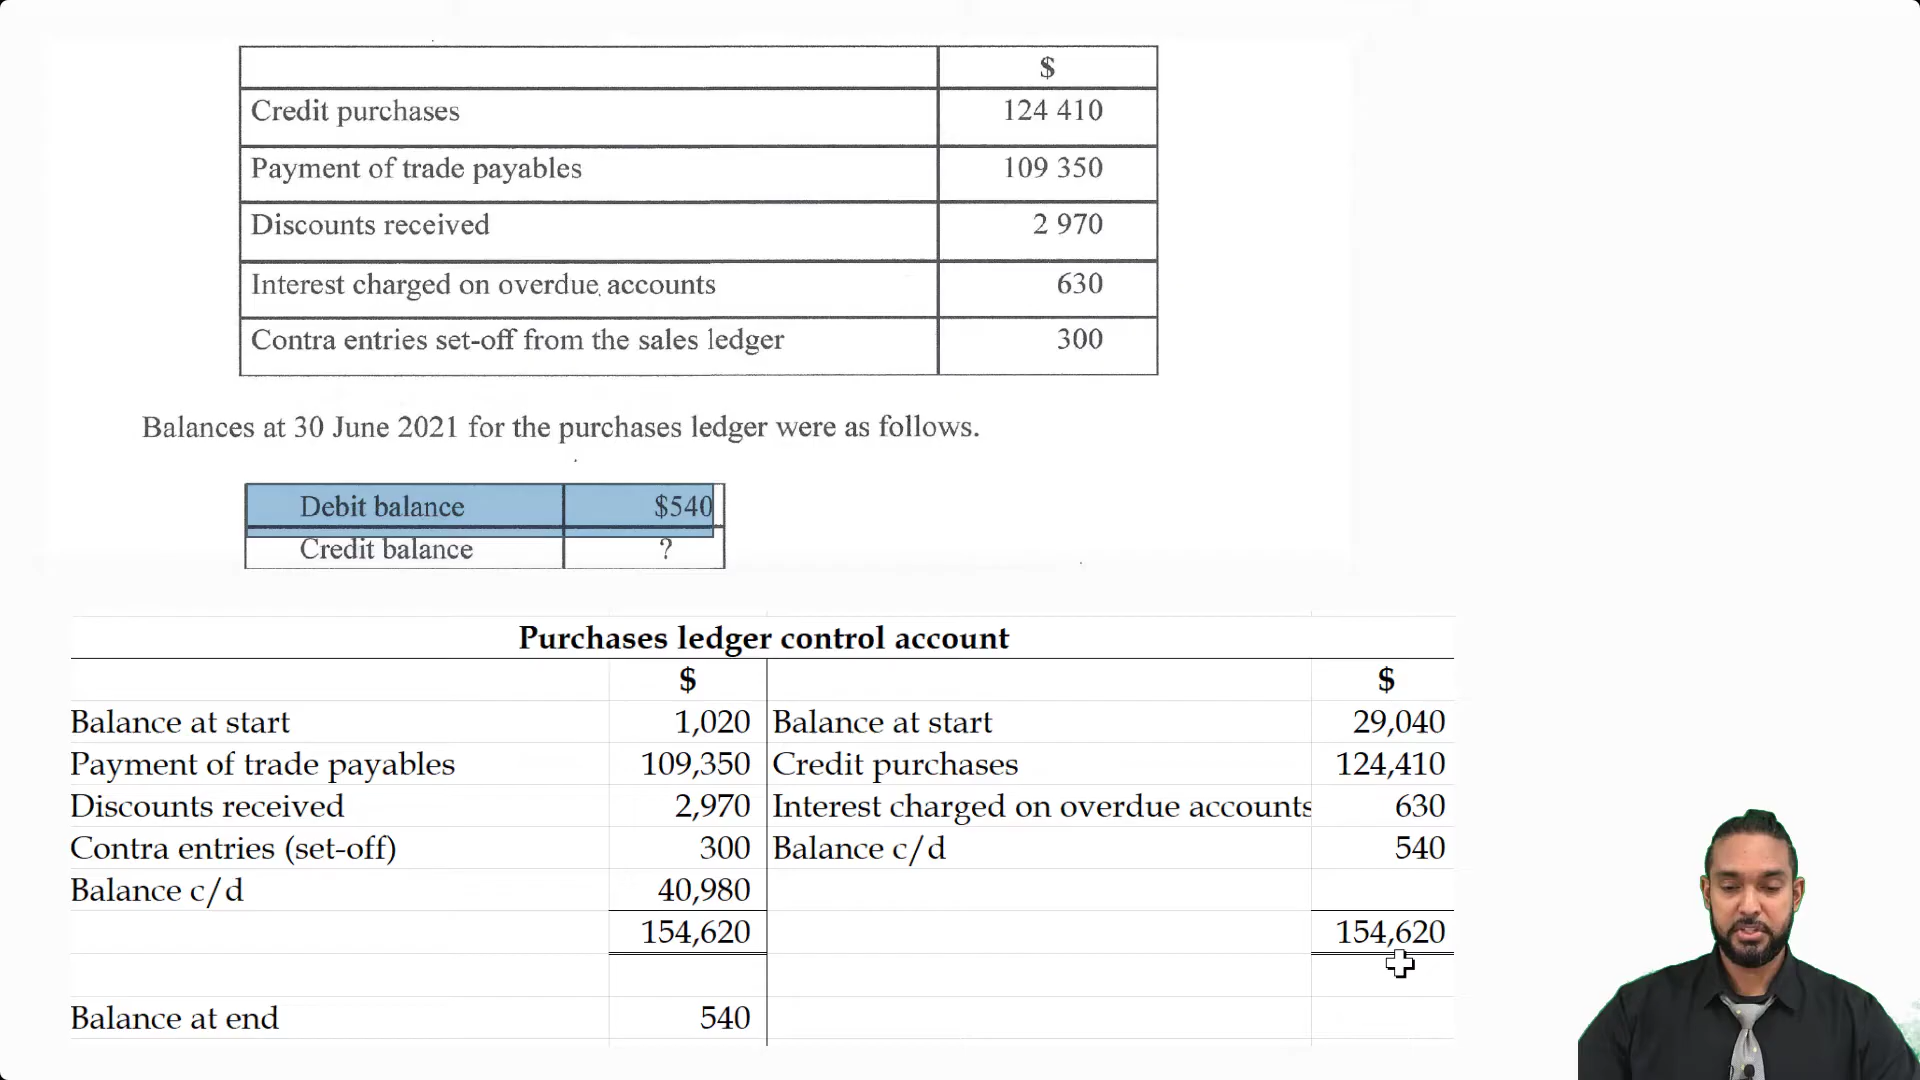 $
Credit purchases 124 410
Payment of trade payables 109 350
Discounts received 2 970
Interest charged on overdue accounts 630
Contra entries set-off from the sales ledger 300
Balances at 30 June 2021 for the purchases ledger were as follows.
Debit balance $540
Credit balance ?
Purchases ledger control account
$ $
Balance at start 1,020 Balance at start 29,040
Payment of trade payables 109,350 Credit purchases 124,410
Discounts received 2,970 Interest charged on overdue accounts 630
Contra entries (set-off) 300 Balance c/d 540
Balance c/d 40,980
154,620 154,620
Balance at end 540